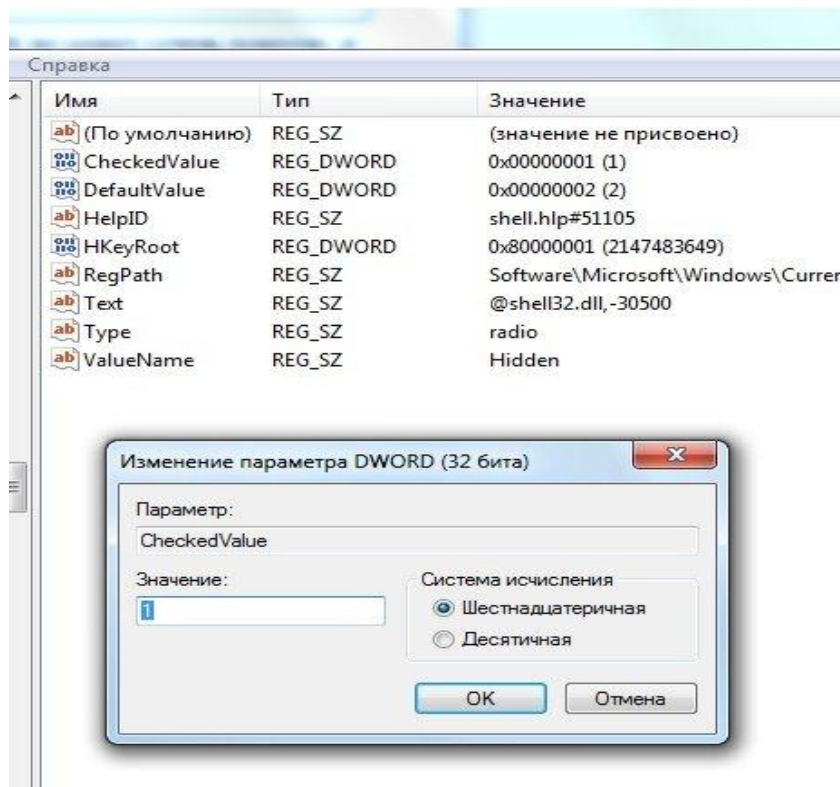 Справка
Имя Тип Значение
(По умолчанию) REG_SZ (значение не присвоено)
CheckedValue REG_DWORD 0x00000001 (1)
DefaultValue REG_DWORD 0x00000002 (2)
HelpID REG_SZ shell.hlp#51105
HKeyRoot REG_DWORD 0x80000001 (2147483649)
RegPath REG_SZ Software\Microsoft\Windows\Curren
Text REG_SZ @shell32.dll,-30500
Type REG_SZ radio
ValueName REG_SZ Hidden
Изменение параметра DWORD (32 бита)
Параметр:
CheckedValue
Значение: Система исчисления
1 Шестнадцатеричная
Десятичная
OK Отмена